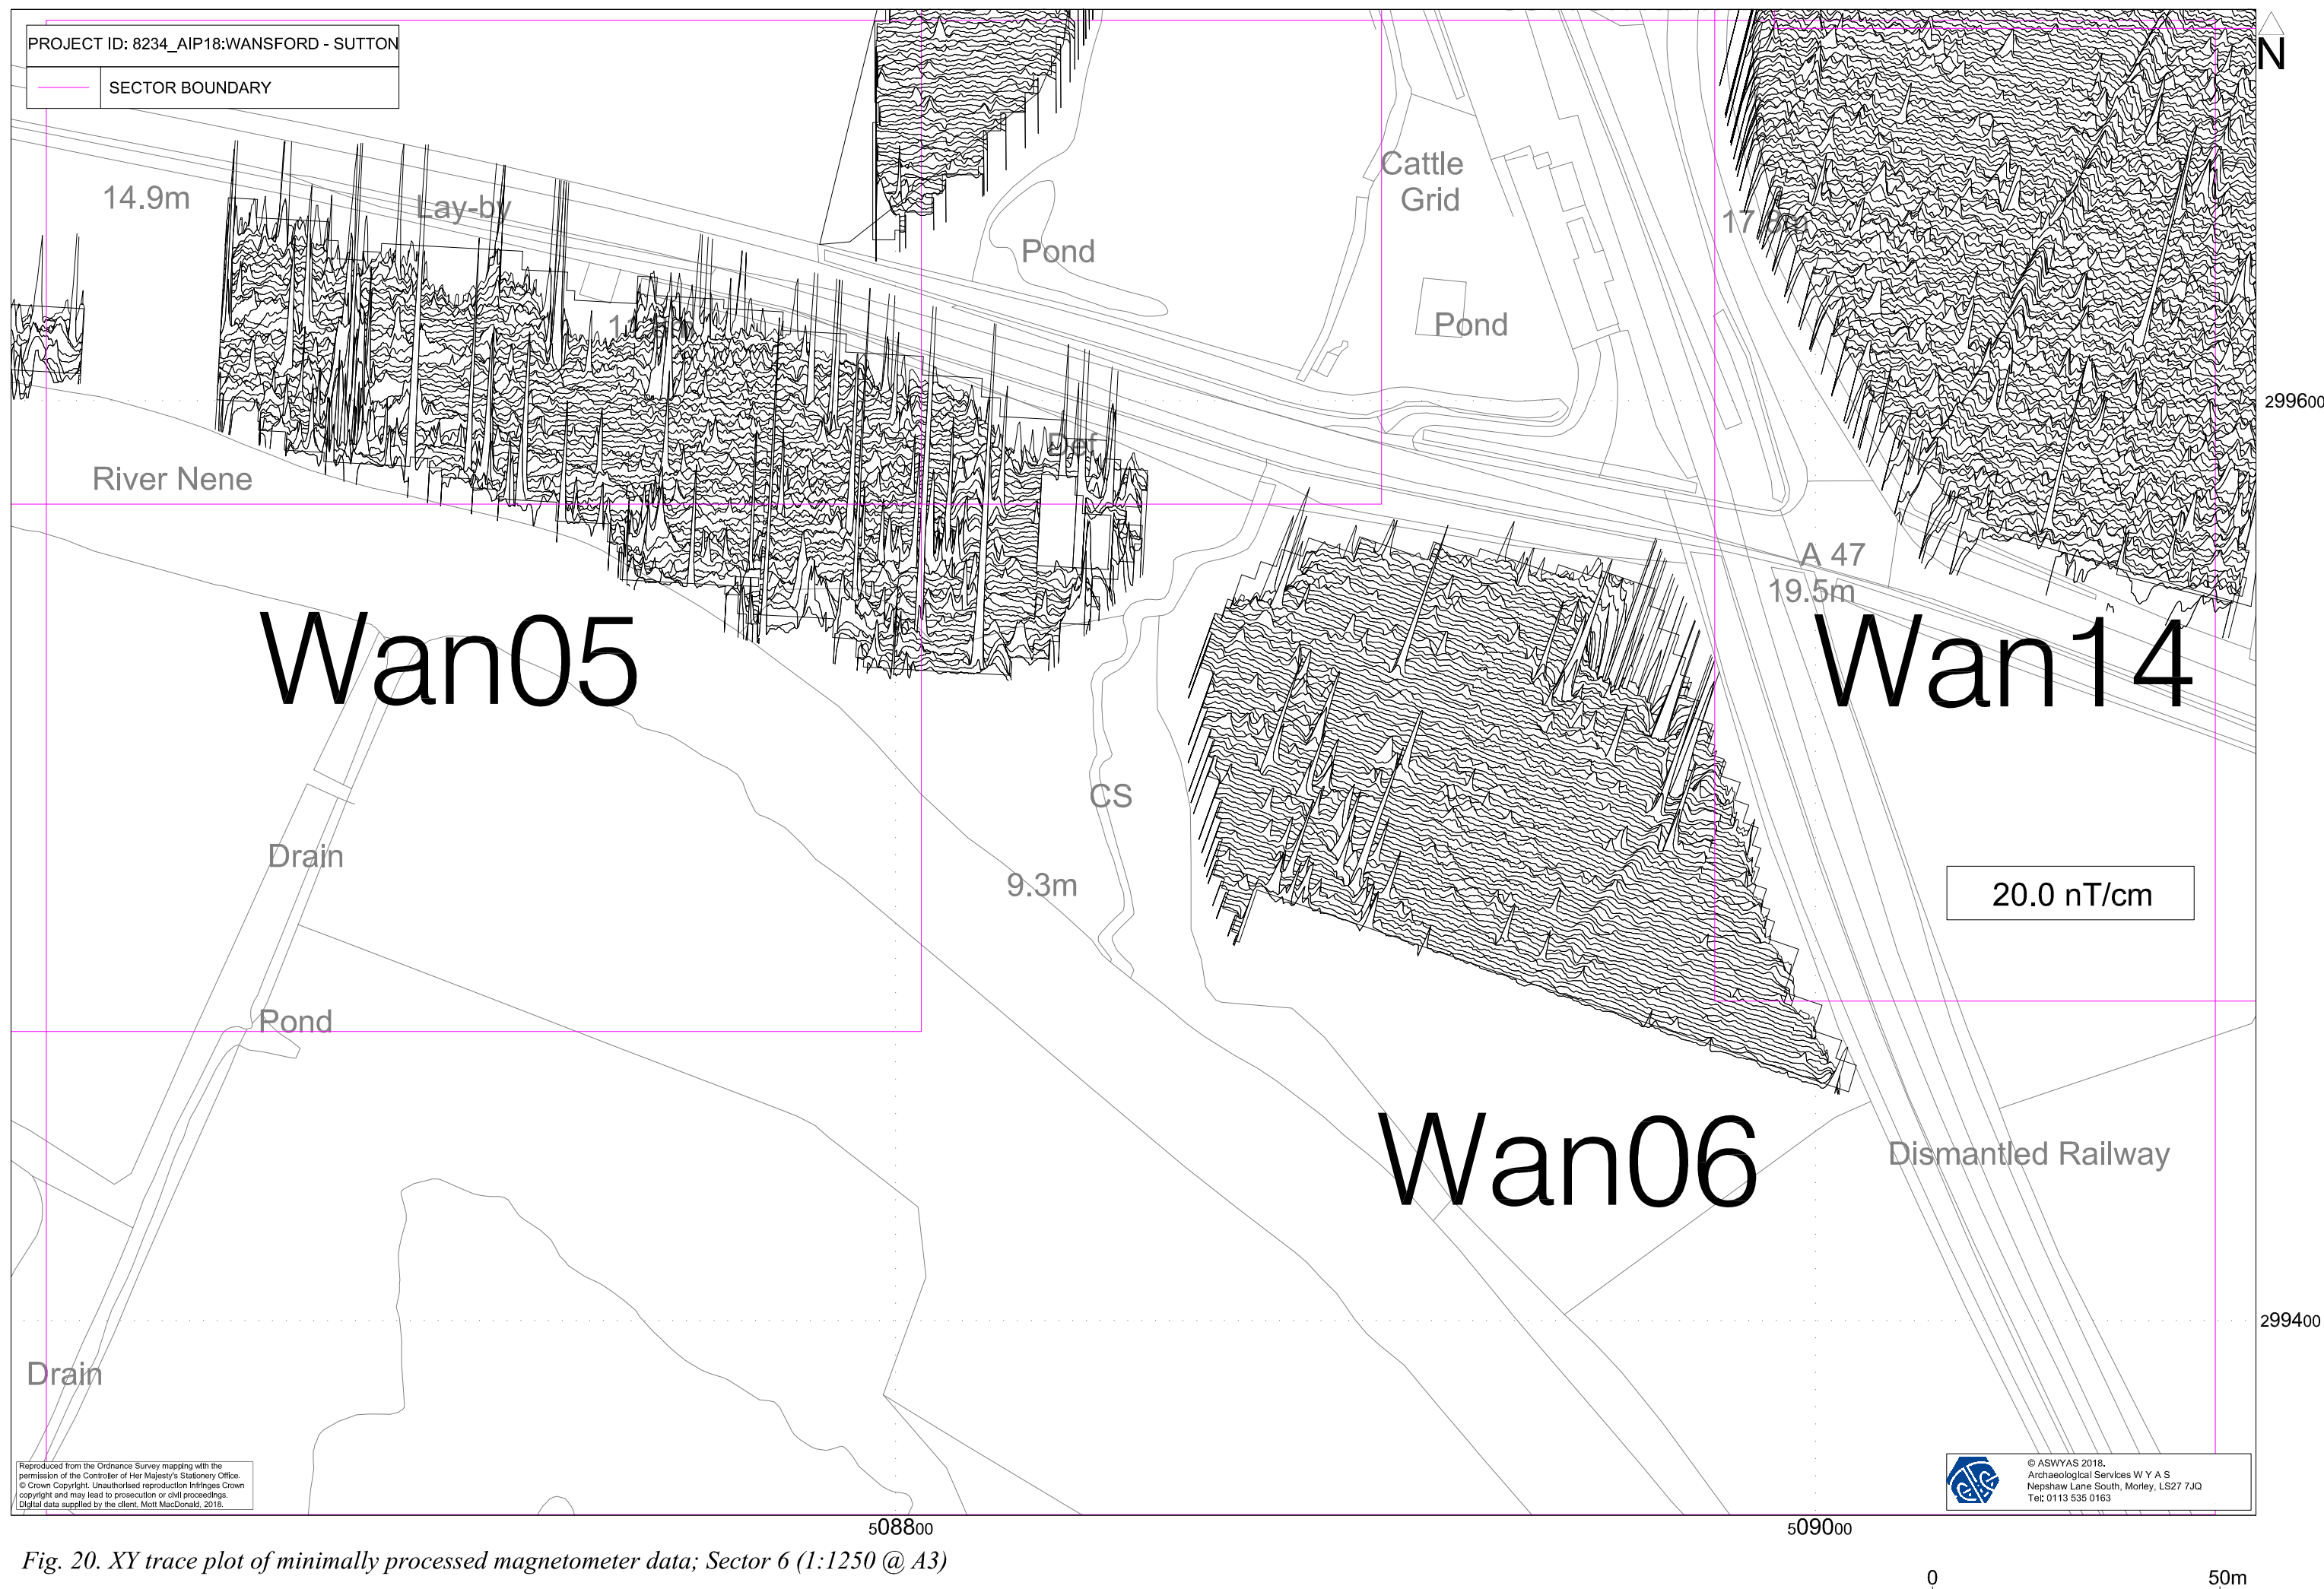 PROJECT ID: 8234_AIP18:WANSFORD - SUTTON
SECTOR BOUNDARY
N
14.9m
Lay-by
Cattle
Grid
Pond
Pond
299600
Def
River Nene
A 47
19.5m
Wan05
Wan14
CS
Drain
9.3m
20.0 nT/cm
Pond
Wan06
Dismantled Railway
299400
Drain
Reproduced from the Ordnance Survey mapping with the
permission of the Controller of Her Majesty's Stationery Office.
© Crown Copyright. Unauthorised reproduction infringes Crown
copyright and may lead to prosecution or civil proceedings.
Digital data supplied by the client, Mott MacDonald, 2018.
© ASWYAS 2018.
Archaeological Services W Y A S
Nepshaw Lane South, Morley, LS27 7JQ
Tel: 0113 535 0163
508800
509000
Fig. 20. XY trace plot of minimally processed magnetometer data; Sector 6 (1:1250 @ A3)
0
50m